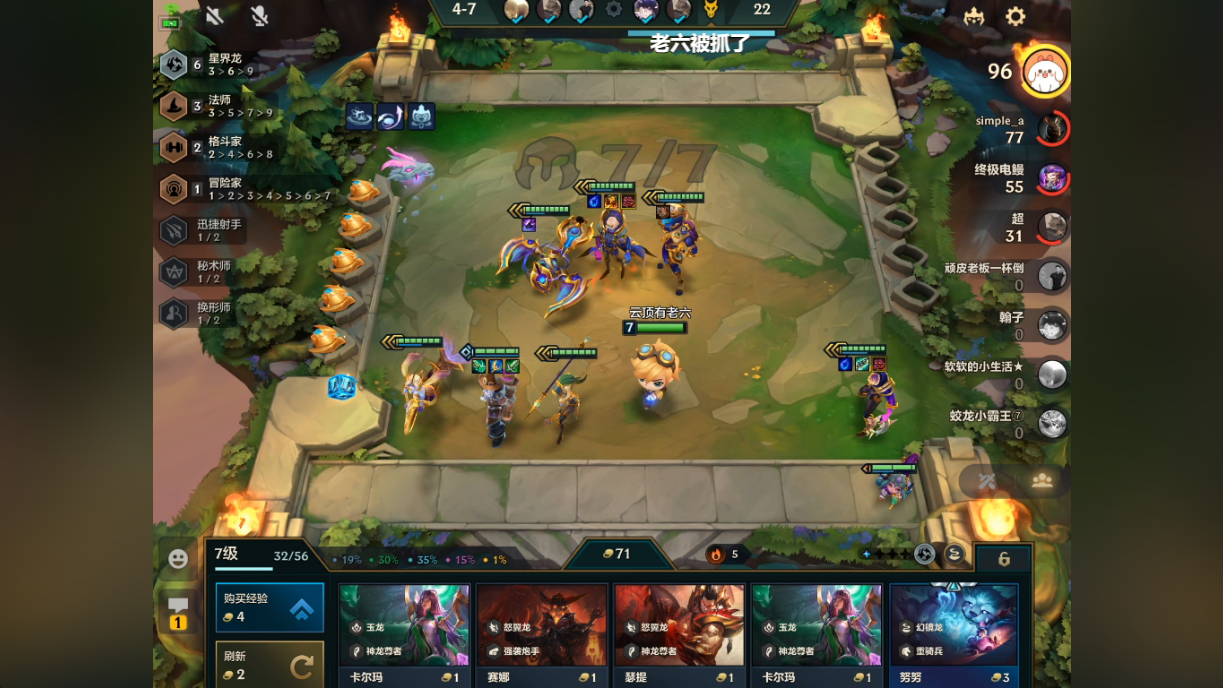 4-7
22
老六被抓了
6 星界龙
3 > 6 > 9
3 法师
3 > 5 > 7 > 9
2 格斗家
2 > 4 > 6 > 8
1 冒险家
1 > 2 > 3 > 4 > 5 > 6 > 7
迅捷射手
1 / 2
秘术师
1 / 2
换形师
1 / 2
7/7
云顶有老六
7
96
simple_a
77
终极电鳗
55
超
31
顽皮老板一杯倒
0
翰子
0
软软的小生活★
0
蛟龙小霸王⑦
0
7级 32/56
19% 30% 35% 15% 1%
71
5
6
购买经验
4
刷新
2
1
玉龙
神龙尊者
卡尔玛 1
怒翼龙
强袭炮手
赛娜 1
怒翼龙
神龙尊者
瑟提 1
玉龙
神龙尊者
卡尔玛 1
幻镜龙
重骑兵
努努 3